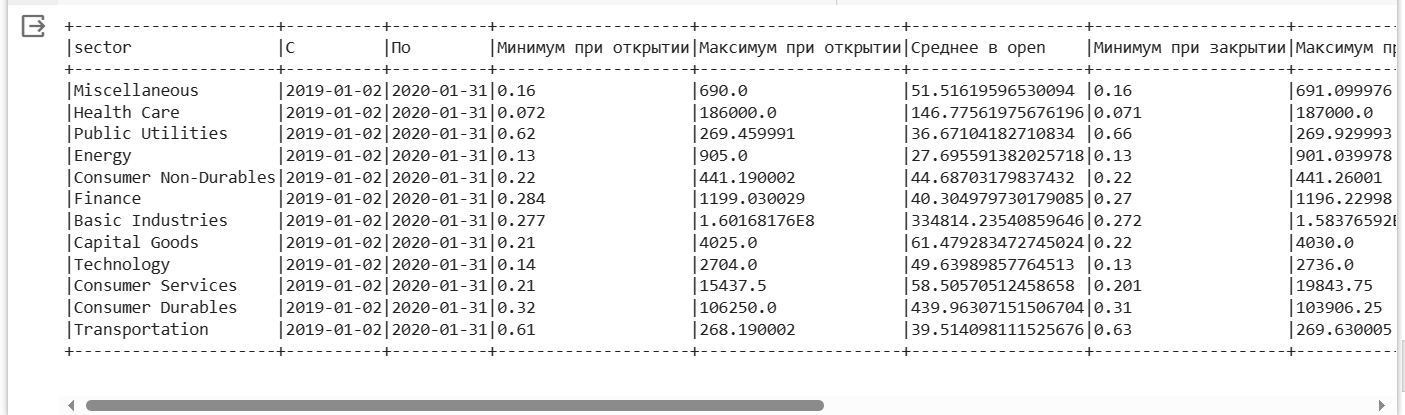 +--------------------+----------+----------+-------------------+--------------------+------------------+-------------------+----------
|sector |С |По |Минимум при открытии|Максимум при открытии|Среднее в open |Минимум при закрытии|Максимум пр
+--------------------+----------+----------+-------------------+--------------------+------------------+-------------------+----------
|Miscellaneous |2019-01-02|2020-01-31|0.16 |690.0 |51.51619596530094 |0.16 |691.099976
|Health Care |2019-01-02|2020-01-31|0.072 |186000.0 |146.77561975676196|0.071 |187000.0
|Public Utilities |2019-01-02|2020-01-31|0.62 |269.459991 |36.67104182710834 |0.66 |269.929993
|Energy |2019-01-02|2020-01-31|0.13 |905.0 |27.695591382025718|0.13 |901.039978
|Consumer Non-Durables|2019-01-02|2020-01-31|0.22 |441.190002 |44.68703179837432 |0.22 |441.26001
|Finance |2019-01-02|2020-01-31|0.284 |1199.030029 |40.304979730179085|0.27 |1196.22998
|Basic Industries |2019-01-02|2020-01-31|0.277 |1.60168176E8 |334814.23540859646|0.272 |1.58376592E
|Capital Goods |2019-01-02|2020-01-31|0.21 |4025.0 |61.479283472745024|0.22 |4030.0
|Technology |2019-01-02|2020-01-31|0.14 |2704.0 |49.63989857764513 |0.13 |2736.0
|Consumer Services |2019-01-02|2020-01-31|0.21 |15437.5 |58.50570512458658 |0.201 |19843.75
|Consumer Durables |2019-01-02|2020-01-31|0.32 |106250.0 |439.96307151506704|0.31 |103906.25
|Transportation |2019-01-02|2020-01-31|0.61 |268.190002 |39.514098111525676|0.63 |269.630005
+--------------------+----------+----------+-------------------+--------------------+------------------+-------------------+----------